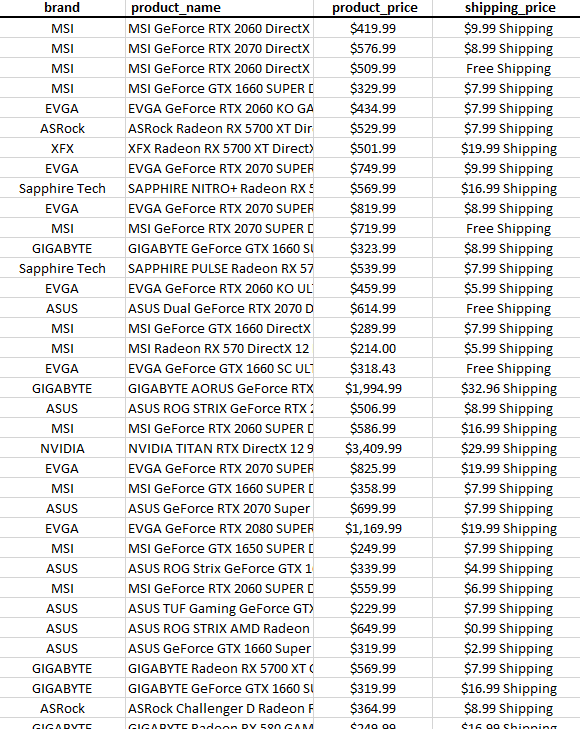 brand product_name product_price shipping_price
MSI MSI GeForce RTX 2060 DirectX $419.99 $9.99 Shipping
MSI MSI GeForce RTX 2070 DirectX $576.99 $8.99 Shipping
MSI MSI GeForce RTX 2060 DirectX $509.99 Free Shipping
MSI MSI GeForce GTX 1660 SUPER D $329.99 $7.99 Shipping
EVGA EVGA GeForce RTX 2060 KO GA $434.99 $7.99 Shipping
ASRock ASRock Radeon RX 5700 XT Dir $529.99 $7.99 Shipping
XFX XFX Radeon RX 5700 XT DirectX $501.99 $19.99 Shipping
EVGA EVGA GeForce RTX 2070 SUPER $749.99 $9.99 Shipping
Sapphire Tech SAPPHIRE NITRO+ Radeon RX 5 $569.99 $16.99 Shipping
EVGA EVGA GeForce RTX 2070 SUPER $819.99 $8.99 Shipping
MSI MSI GeForce RTX 2070 SUPER D $719.99 Free Shipping
GIGABYTE GIGABYTE GeForce GTX 1660 SU $323.99 $8.99 Shipping
Sapphire Tech SAPPHIRE PULSE Radeon RX 57 $539.99 $7.99 Shipping
EVGA EVGA GeForce RTX 2060 KO UL $459.99 $5.99 Shipping
ASUS ASUS Dual GeForce RTX 2070 D $614.99 Free Shipping
MSI MSI GeForce GTX 1660 DirectX $289.99 $7.99 Shipping
MSI MSI Radeon RX 570 DirectX 12 $214.00 $5.99 Shipping
EVGA EVGA GeForce GTX 1660 SC ULT $318.43 Free Shipping
GIGABYTE GIGABYTE AORUS GeForce RTX $1,994.99 $32.96 Shipping
ASUS ASUS ROG STRIX GeForce RTX 2 $506.99 $8.99 Shipping
MSI MSI GeForce RTX 2060 SUPER D $586.99 $16.99 Shipping
NVIDIA NVIDIA TITAN RTX DirectX 12 9 $3,409.99 $29.99 Shipping
EVGA EVGA GeForce RTX 2070 SUPER $825.99 $19.99 Shipping
MSI MSI GeForce GTX 1660 SUPER D $358.99 $7.99 Shipping
ASUS ASUS GeForce RTX 2070 Super $699.99 $7.99 Shipping
EVGA EVGA GeForce RTX 2080 SUPER $1,169.99 $19.99 Shipping
MSI MSI GeForce GTX 1650 SUPER D $249.99 $7.99 Shipping
ASUS ASUS ROG Strix GeForce GTX 1 $339.99 $4.99 Shipping
MSI MSI GeForce RTX 2060 SUPER D $559.99 $6.99 Shipping
ASUS ASUS TUF Gaming GeForce GTX $229.99 $7.99 Shipping
ASUS ASUS ROG STRIX AMD Radeon $649.99 $0.99 Shipping
ASUS ASUS GeForce GTX 1660 Super $319.99 $2.99 Shipping
GIGABYTE GIGABYTE Radeon RX 5700 XT G $569.99 $7.99 Shipping
GIGABYTE GIGABYTE GeForce GTX 1660 SU $319.99 $16.99 Shipping
ASRock ASRock Challenger D Radeon R $364.99 $8.99 Shipping
GIGABYTE GIGABYTE Radeon RX 580 GAM $249.99 $16.99 Shipping